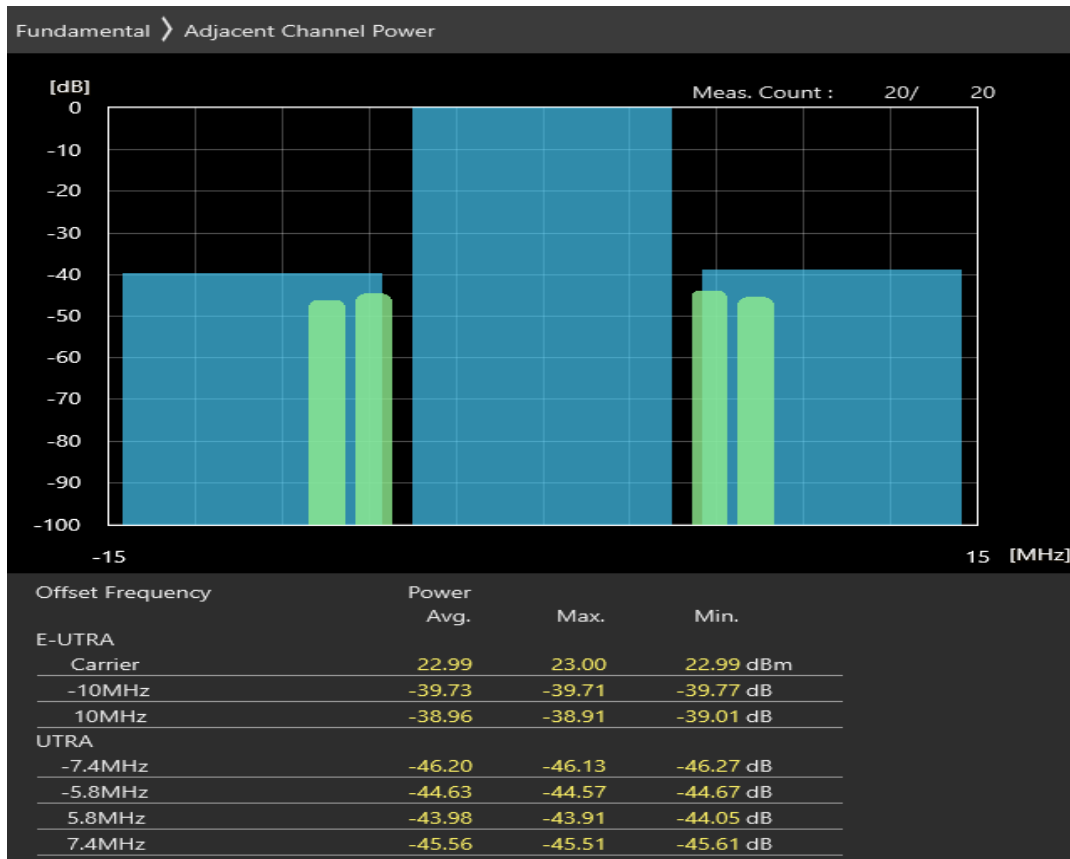 Fundamental ❯ Adjacent Channel Power
[dB]
Meas. Count : 20/ 20
0
-10
-20
-30
-40
-50
-60
-70
-80
-90
-100
-15 15 [MHz]
Offset Frequency Power
Avg. Max. Min.
E-UTRA
Carrier 22.99 23.00 22.99 dBm
-10MHz -39.73 -39.71 -39.77 dB
10MHz -38.96 -38.91 -39.01 dB
UTRA
-7.4MHz -46.20 -46.13 -46.27 dB
-5.8MHz -44.63 -44.57 -44.67 dB
5.8MHz -43.98 -43.91 -44.05 dB
7.4MHz -45.56 -45.51 -45.61 dB